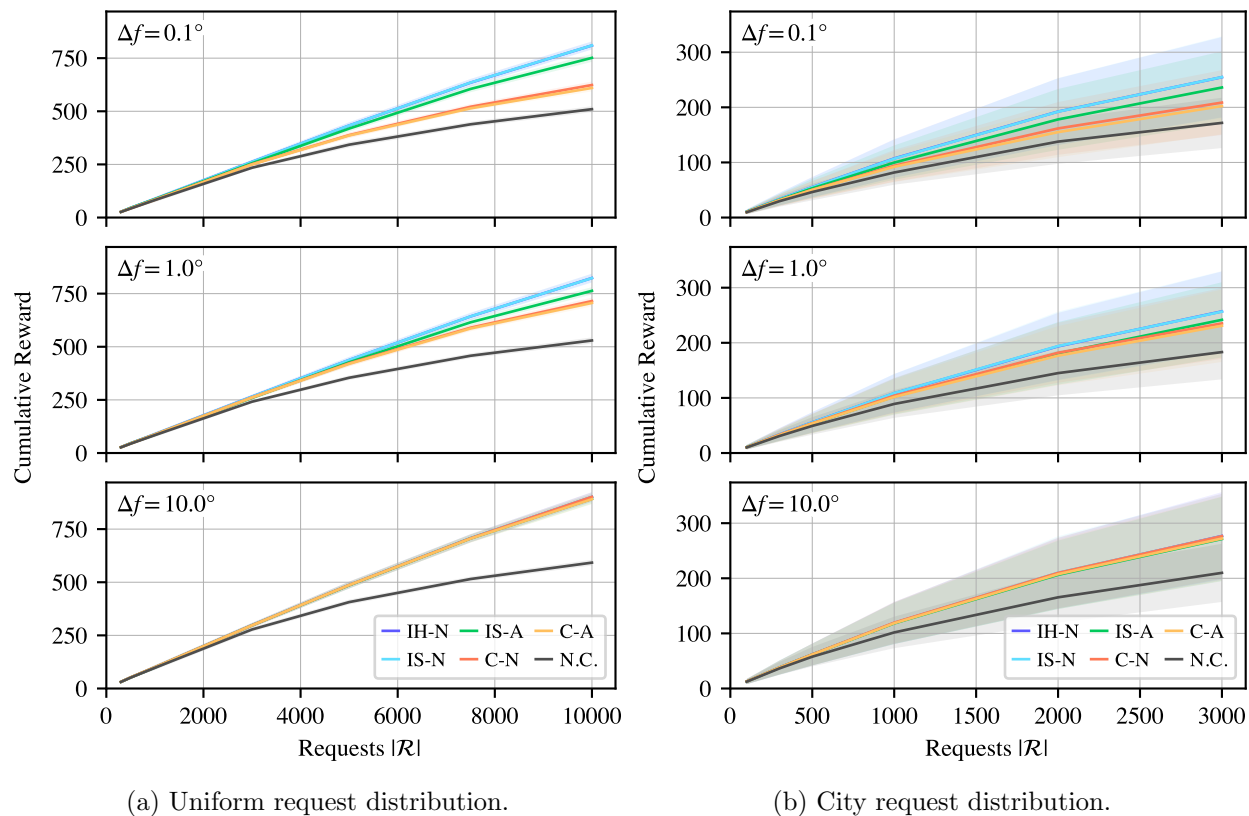 Cumulative Reward
Δf = 0.1°
750
500
250
0
Δf = 1.0°
750
500
250
0
Δf = 10.0°
750
500
250
0
IH-N IS-A C-A
IS-N C-N N.C.
0 2000 4000 6000 8000 10000
Requests |R|
(a) Uniform request distribution.
Cumulative Reward
Δf = 0.1°
300
200
100
0
Δf = 1.0°
300
200
100
0
Δf = 10.0°
300
200
100
0
IH-N IS-A C-A
IS-N C-N N.C.
0 500 1000 1500 2000 2500 3000
Requests |R|
(b) City request distribution.